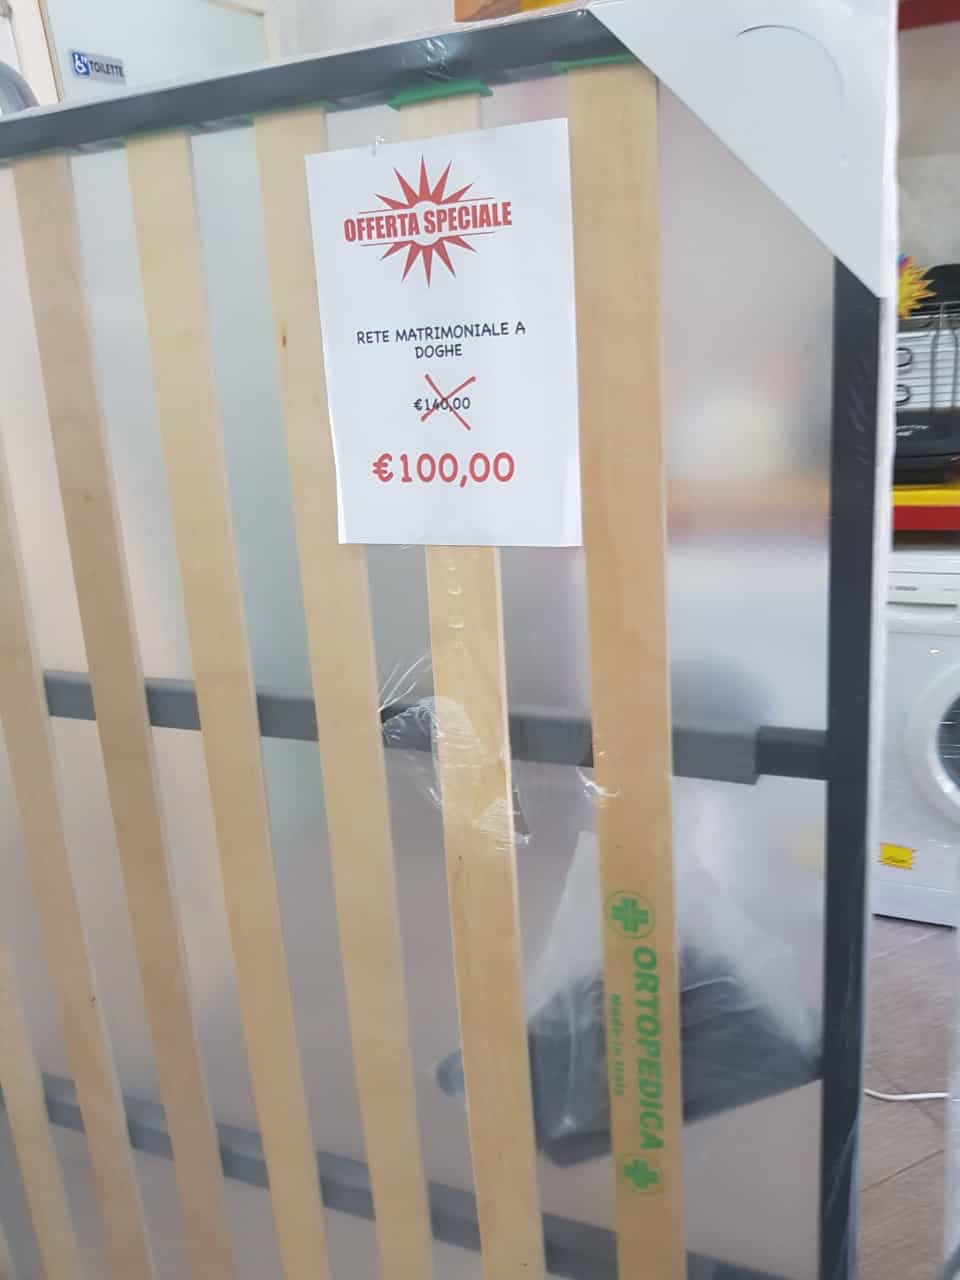 TOILETTE
OFFERTA SPECIALE
RETE MATRIMONIALE A
DOGHE
€140,00
€100,00
ORTOPEDICA
Made in Italy